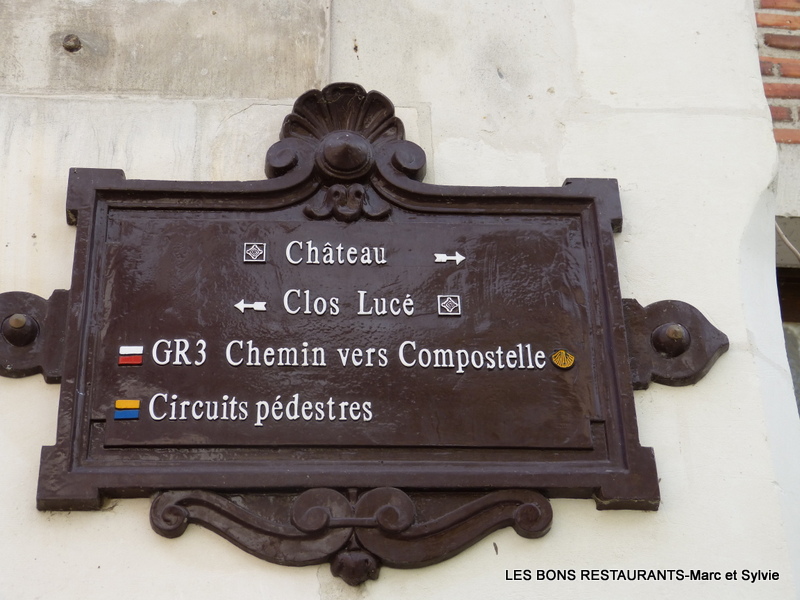 Château
Clos Lucé
GR3 Chemin vers Compostelle
Circuits pédestres
LES BONS RESTAURANTS-Marc et Sylvie